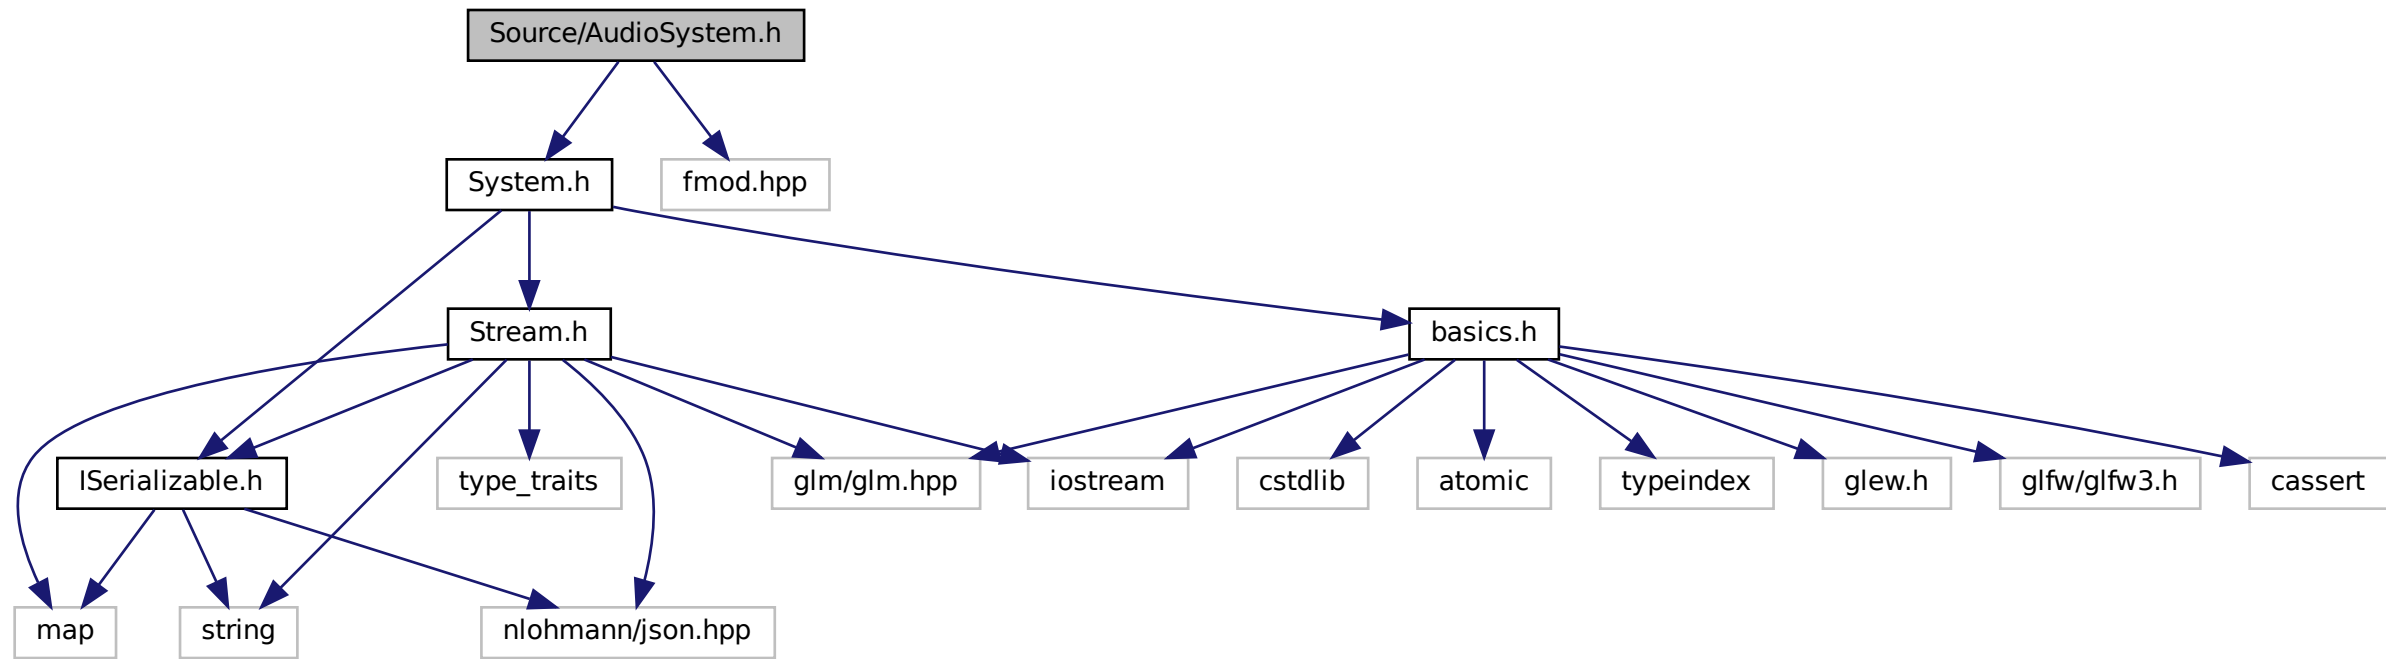 Source/AudioSystem.h
System.h
fmod.hpp
Stream.h
basics.h
ISerializable.h
type_traits
glm/glm.hpp
iostream
cstdlib
atomic
typeindex
glew.h
glfw/glfw3.h
cassert
map
string
nlohmann/json.hpp